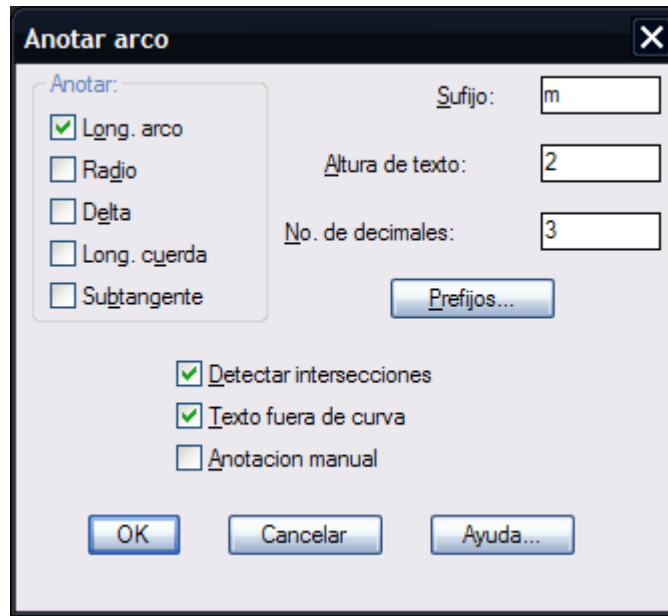 Anotar arco
Anotar:
Long. arco
Radio
Delta
Long. cuerda
Subtangente
Sufijo: m
Altura de texto: 2
No. de decimales: 3
Prefijos...
Detectar intersecciones
Texto fuera de curva
Anotacion manual
OK Cancelar Ayuda...